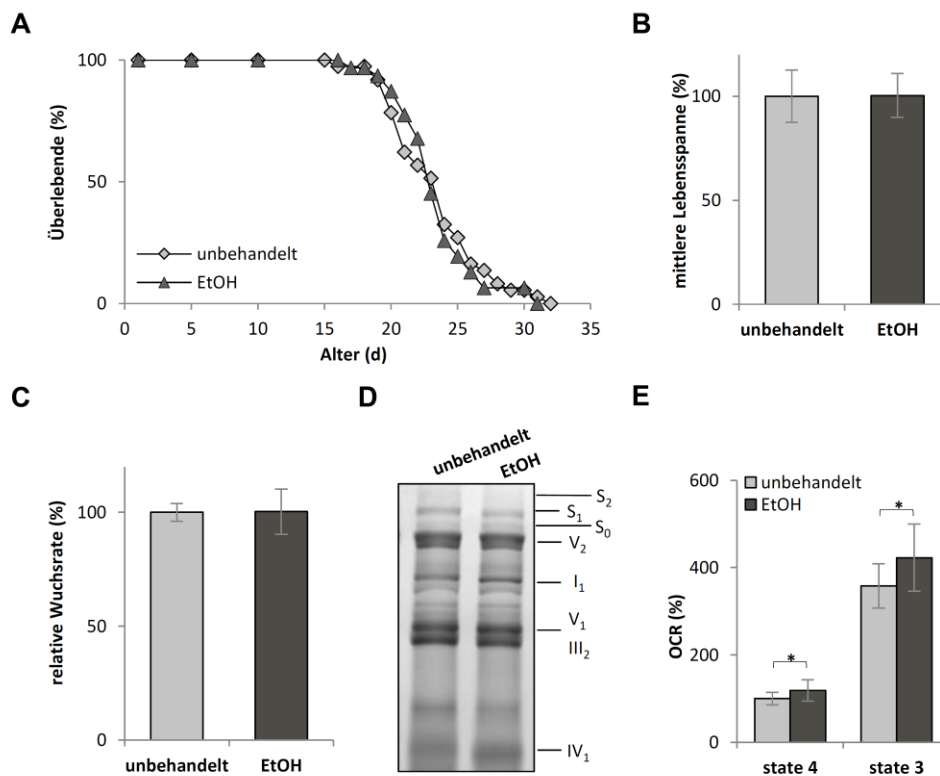 A
Überlebende (%)
100
50
0
unbehandelt
EtOH
0 5 10 15 20 25 30 35
Alter (d)
B
mittlere Lebensspanne (%)
100
50
0
unbehandelt EtOH
C
relative Wuchsrate (%)
100
50
0
unbehandelt EtOH
D
unbehandelt
EtOH
S₂
S₁
S₀
V₂
I₁
V₁
III₂
IV₁
E
OCR (%)
600
400
200
0
unbehandelt
EtOH
*
*
state 4 state 3